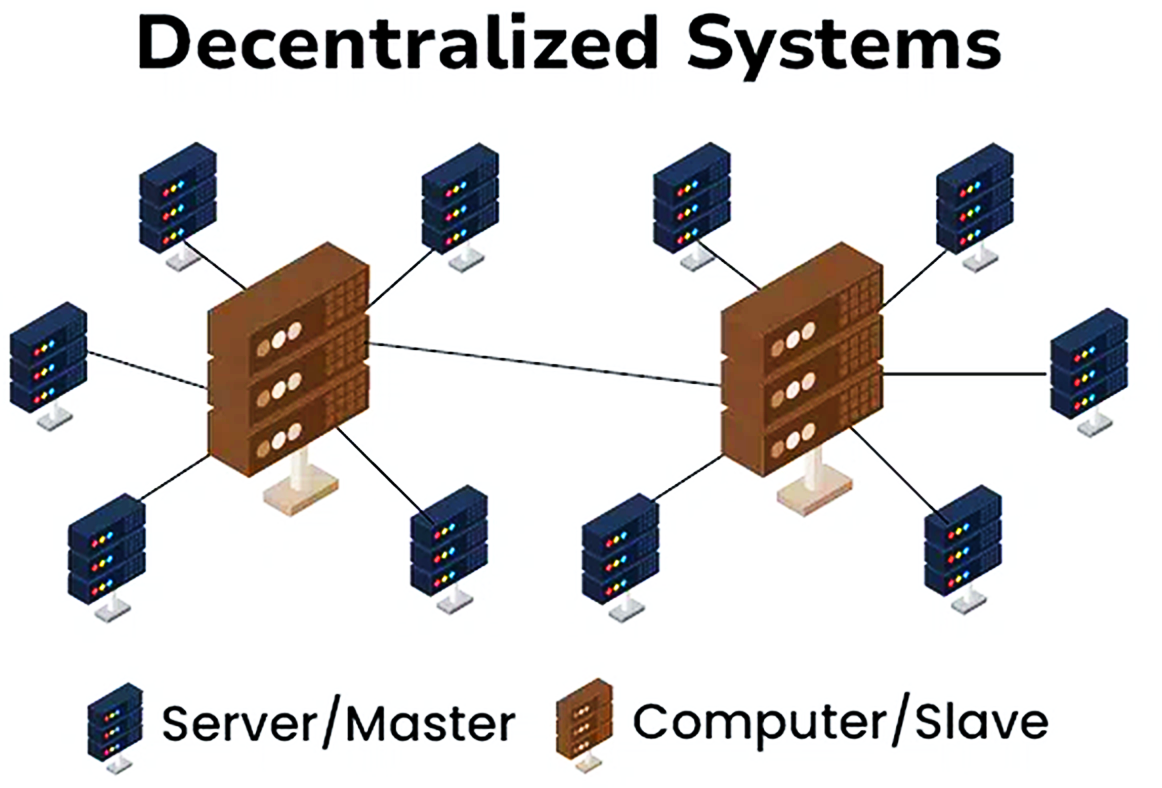 Decentralized Systems
Server/Master
Computer/Slave